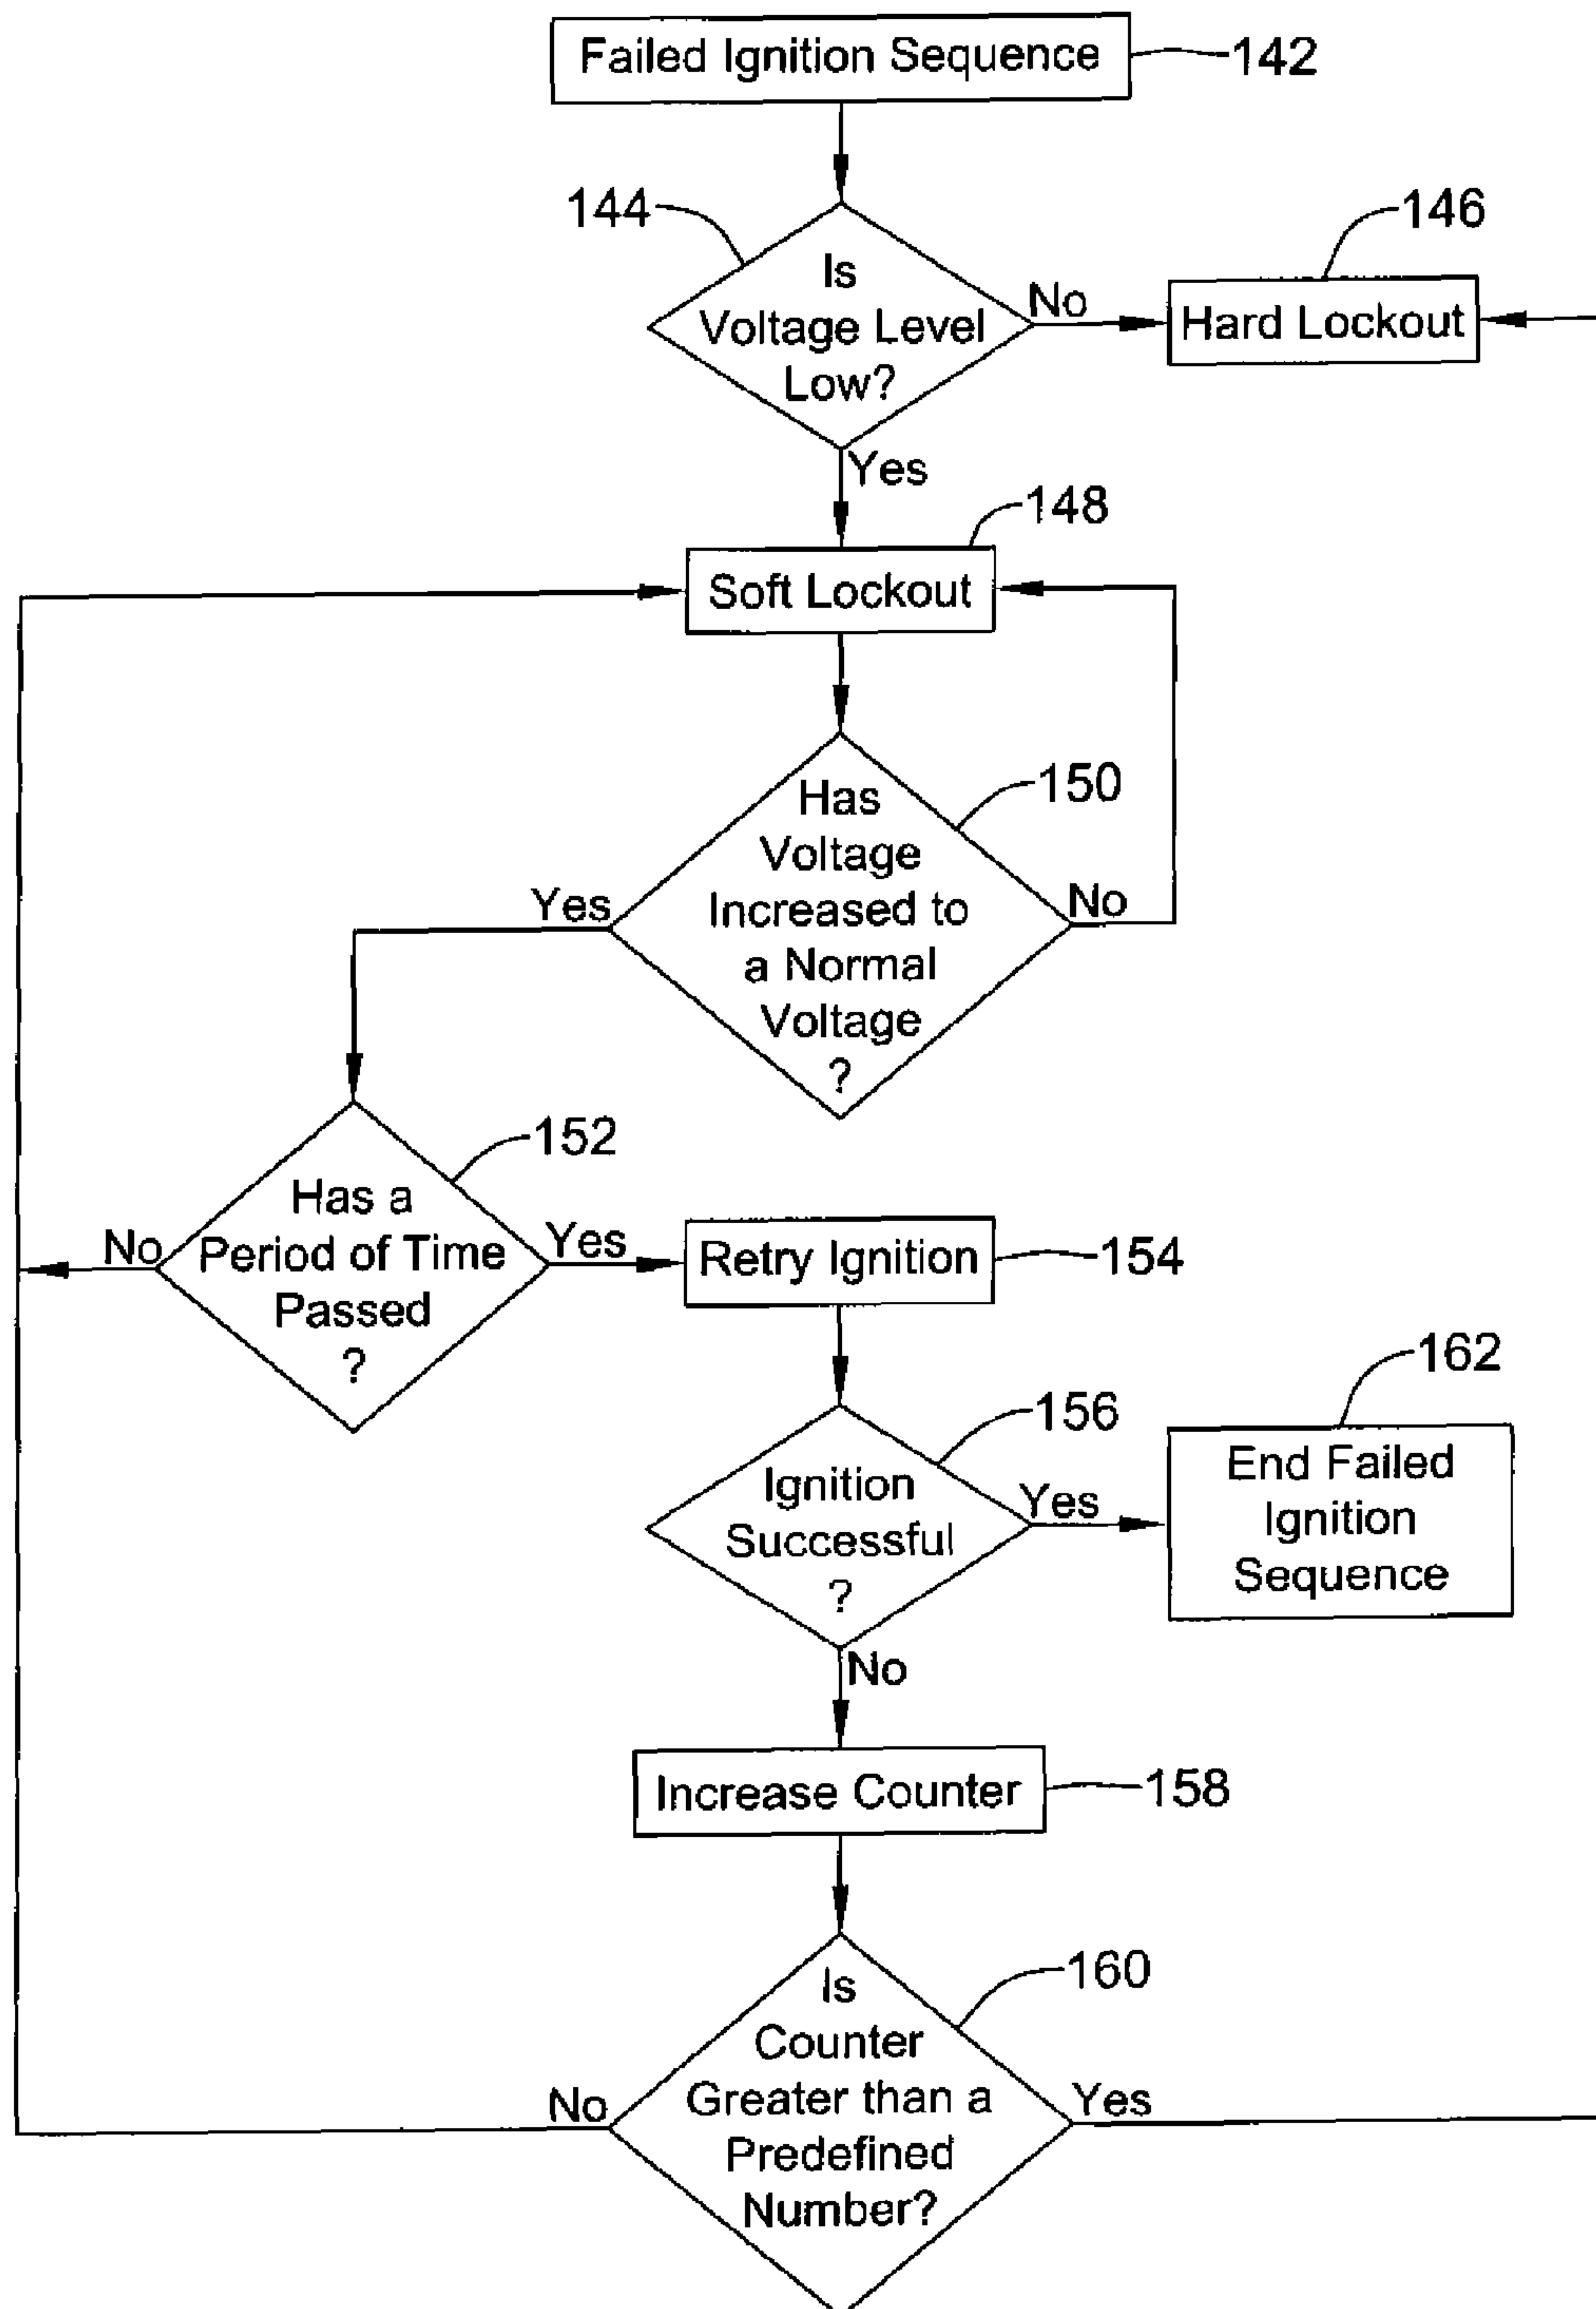 Failed Ignition Sequence
142
144
Is
Voltage Level
Low?
No
146
Hard Lockout
Yes
148
Soft Lockout
150
Has
Voltage
Increased to
a Normal
Voltage
?
Yes
No
152
Has a
Period of Time
Passed
?
No
Yes
Retry Ignition
154
156
Ignition
Successful
?
Yes
162
End Failed
Ignition
Sequence
No
Increase Counter
158
160
Is
Counter
Greater than a
Predefined
Number?
No
Yes